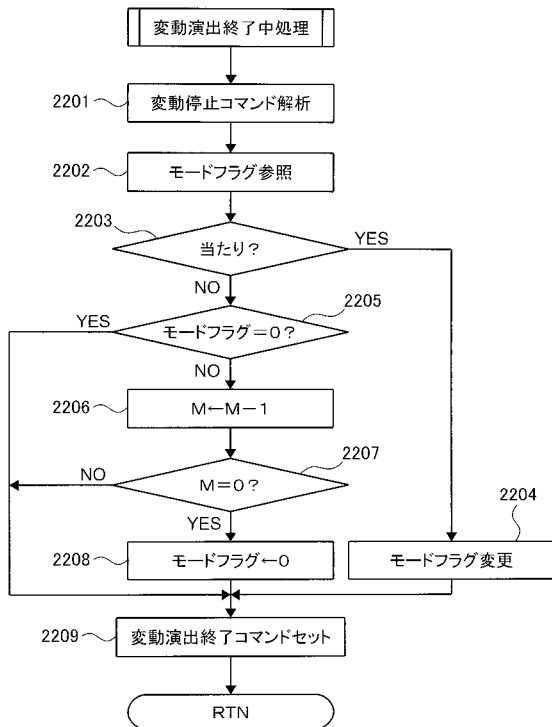 変動演出終了中処理
2201
変動停止コマンド解析
2202
モードフラグ参照
2203
当たり?
YES
NO
2205
YES
モードフラグ=0?
NO
2206
M←M-1
2207
NO
M=0?
YES
2204
2208
モードフラグ←0
モードフラグ変更
2209
変動演出終了コマンドセット
RTN